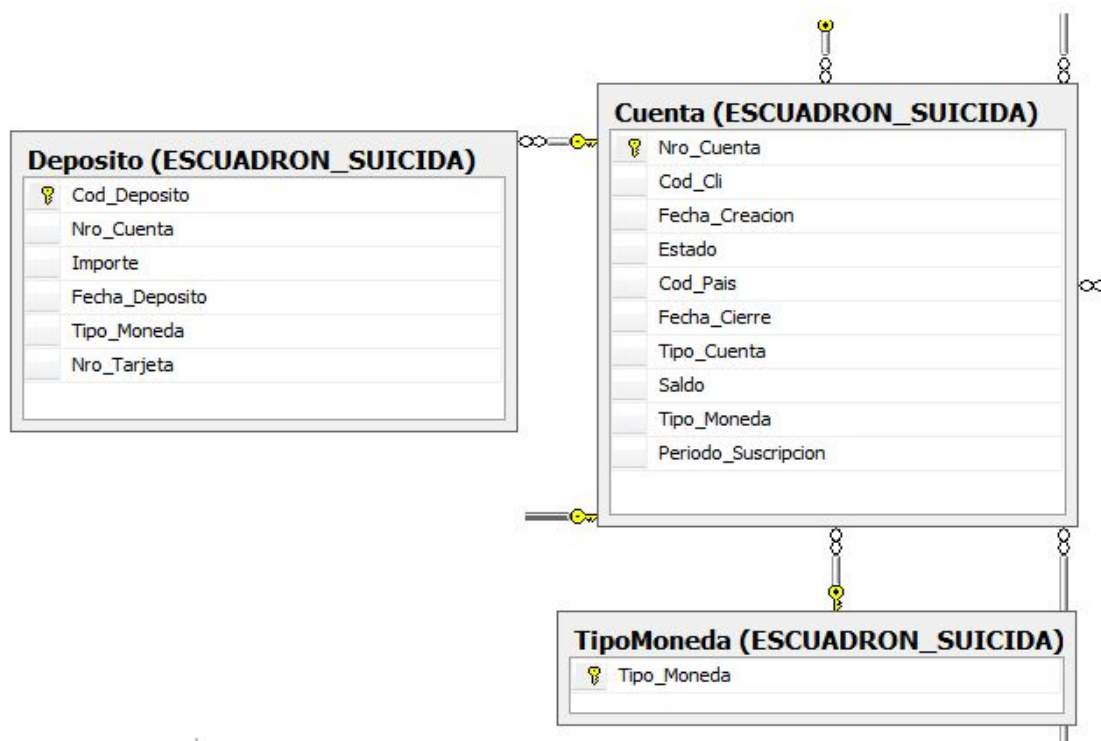 Deposito (ESCUADRON_SUICIDA)
Cod_Deposito
Nro_Cuenta
Importe
Fecha_Deposito
Tipo_Moneda
Nro_Tarjeta
Cuenta (ESCUADRON_SUICIDA)
Nro_Cuenta
Cod_Cli
Fecha_Creacion
Estado
Cod_Pais
Fecha_Cierre
Tipo_Cuenta
Saldo
Tipo_Moneda
Periodo_Suscripcion
TipoMoneda (ESCUADRON_SUICIDA)
Tipo_Moneda